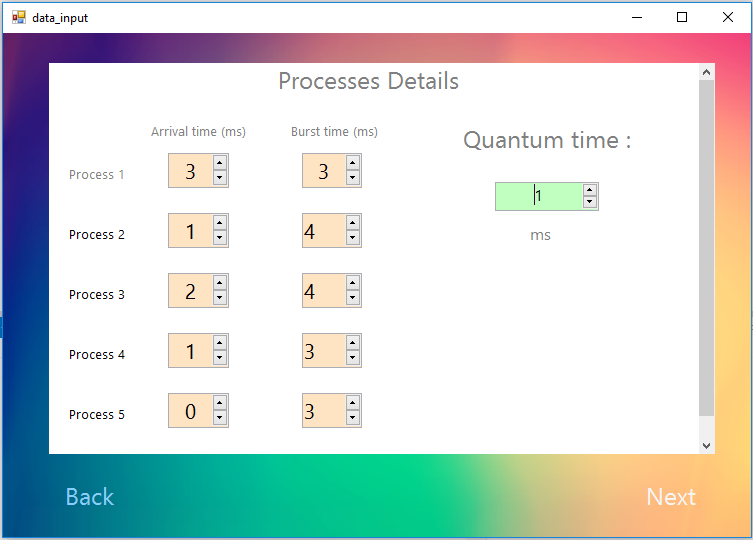 data_input
Processes Details
Arrival time (ms) Burst time (ms) Quantum time :
Process 1 3 3 1
Process 2 1 4 ms
Process 3 2 4
Process 4 1 3
Process 5 0 3
Back Next